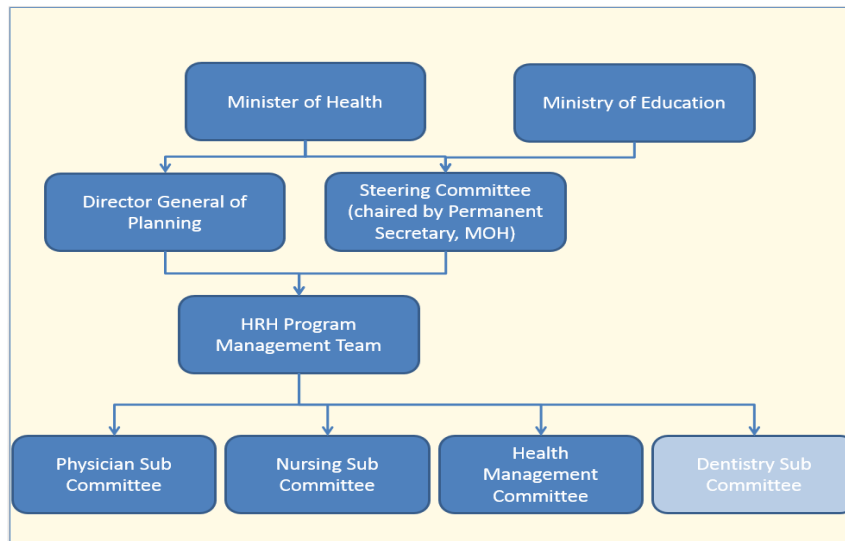 Minister of Health
Ministry of Education
Director General of
Planning
Steering Committee
(chaired by Permanent
Secretary, MOH)
HRH Program
Management Team
Physician Sub
Committee
Nursing Sub
Committee
Health
Management
Committee
Dentistry Sub
Committee